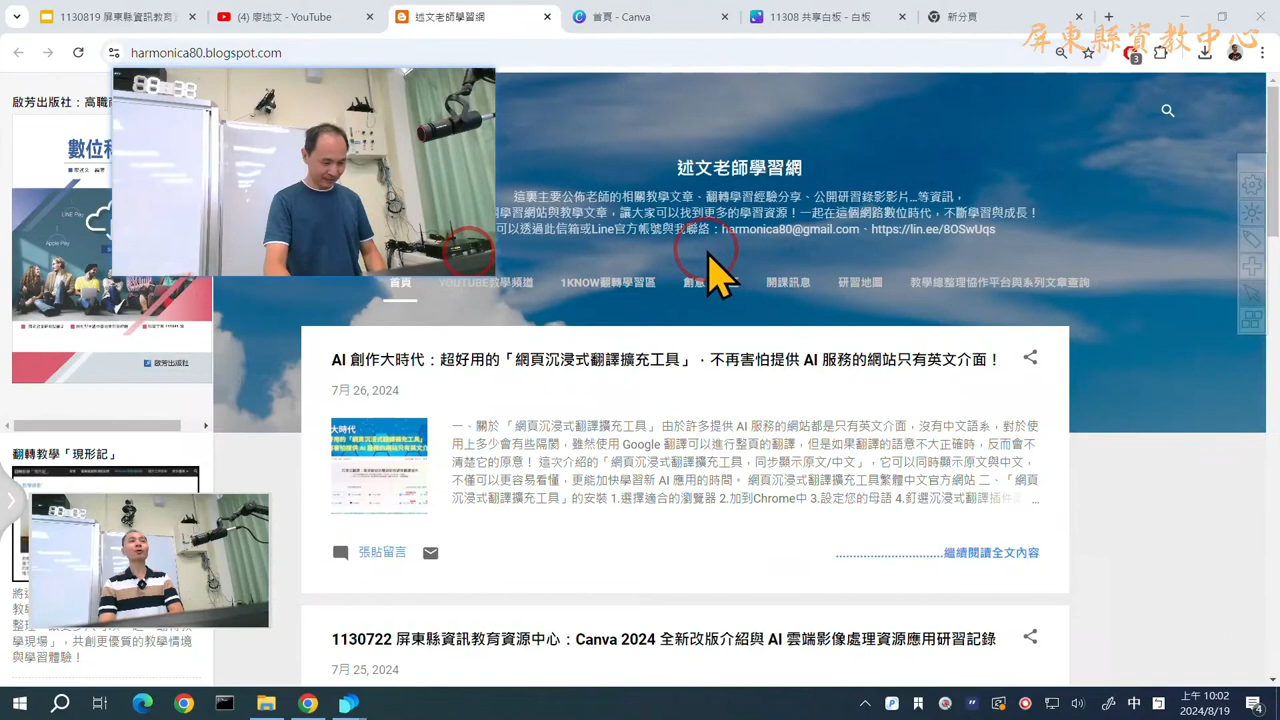 1130819 屏東縣資訊教育
(4) 廖述文 - YouTube
述文老師學習網
首頁 - Canva
11308 共享白板 - 白板
新分頁
屏東縣資教中心
harmonica80.blogspot.com
3
啟芳出版社：高職
數位科
LINE Pay
Apple Pay
啟芳出版社
翻轉教學「現形記」
學現場」，共創更優質的教學情境
與學習體驗！
述文老師學習網
這裏主要公佈老師的相關教學文章、翻轉學習經驗分享、公開研習錄影影片...等資訊，
學習網站與教學文章，讓大家可以找到更多的學習資源！一起在這個網路數位時代，不斷學習與成長！
可以透過此信箱或Line官方帳號與我聯絡：harmonica80@gmail.com、https://lin.ee/8OSwUqs
首頁
YOUTUBE教學頻道
1KNOW翻轉學習區
創意
區
開課訊息
研習地圖
教學總整理協作平台與系列文章查詢
AI 創作大時代：超好用的「網頁沉浸式翻譯擴充工具」，不再害怕提供 AI 服務的網站只有英文介面！
7月 26, 2024
大時代
一、關於「網頁沉浸式翻譯擴充工具」 由於許多提供 AI 服務的網站都是只有英文介面，沒有中文語系，對於使
用上多少會有些隔閡，雖然使用 Google 翻譯可以進行整頁的翻譯，但是如果翻譯的語意不大正確時，反而會不
清楚它的原意！ 這次介紹的「網頁沉浸式翻譯擴充工具，同步顯示原文/中文」，它可以同時顯示原文與中文，
不僅可以更容易看懂，更能加快學習新 AI 應用的時間。 網頁沉浸式翻譯擴充工具繁體中文官方網站 二、「網頁
沉浸式翻譯擴充工具」的安裝 1.選擇適合的瀏覽器 2.加到Chrome中 3.選定您的母語 4.釘選沉浸式翻譯插件 ...
張貼留言
..............................繼續閱讀全文內容
1130722 屏東縣資訊教育資源中心：Canva 2024 全新改版介紹與 AI 雲端影像處理資源應用研習記錄
7月 25, 2024
中
上午 10:02
2024/8/19
4